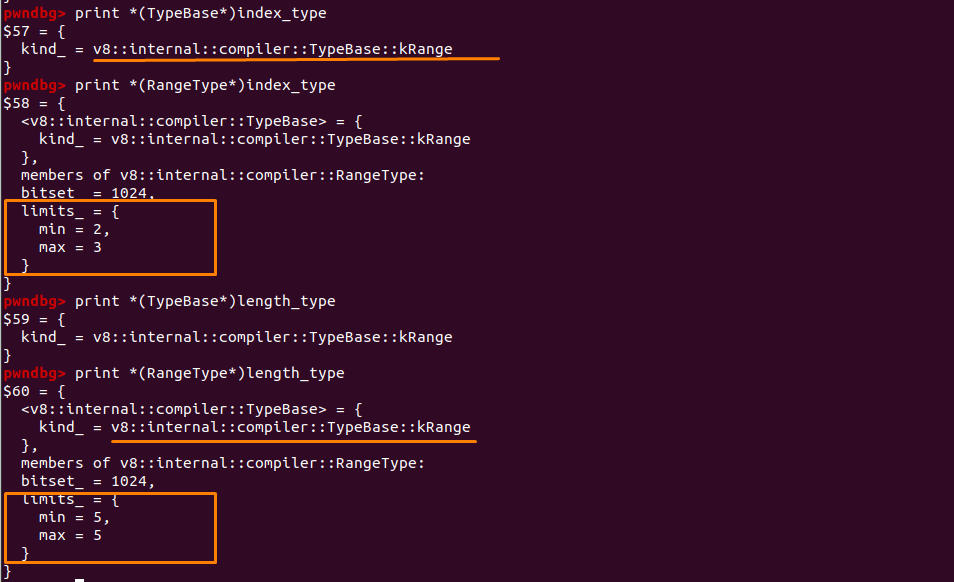 pwndbg> print *(TypeBase*)index_type
$57 = {
  kind_ = v8::internal::compiler::TypeBase::kRange
}
pwndbg> print *(RangeType*)index_type
$58 = {
  <v8::internal::compiler::TypeBase> = {
    kind_ = v8::internal::compiler::TypeBase::kRange
  },
  members of v8::internal::compiler::RangeType:
  bitset_ = 1024,
  limits_ = {
    min = 2,
    max = 3
  }
}
pwndbg> print *(TypeBase*)length_type
$59 = {
  kind_ = v8::internal::compiler::TypeBase::kRange
}
pwndbg> print *(RangeType*)length_type
$60 = {
  <v8::internal::compiler::TypeBase> = {
    kind_ = v8::internal::compiler::TypeBase::kRange
  },
  members of v8::internal::compiler::RangeType:
  bitset_ = 1024,
  limits_ = {
    min = 5,
    max = 5
  }
}